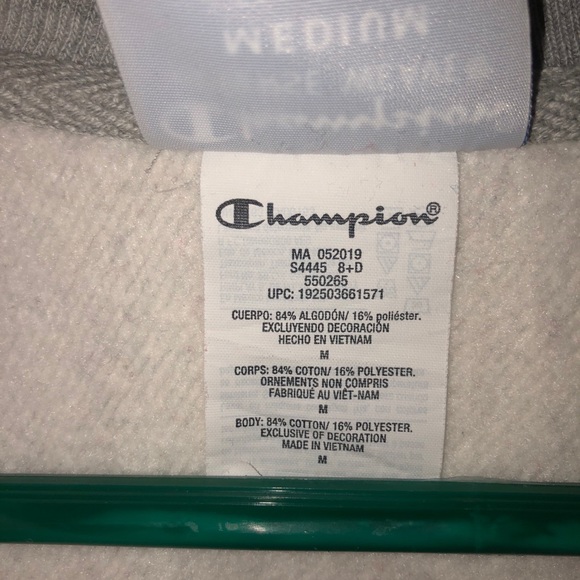 MEDIUM
Champion
Champion®
MA 052019
S4445 8+D
550265
UPC: 192503661571
CUERPO: 84% ALGODÓN/ 16% poliéster.
EXCLUYENDO DECORACIÓN
HECHO EN VIETNAM
M
CORPS: 84% COTON/ 16% POLYESTER.
ORNEMENTS NON COMPRIS
FABRIQUÉ AU VIÊT-NAM
M
BODY: 84% COTTON/ 16% POLYESTER.
EXCLUSIVE OF DECORATION
MADE IN VIETNAM
M